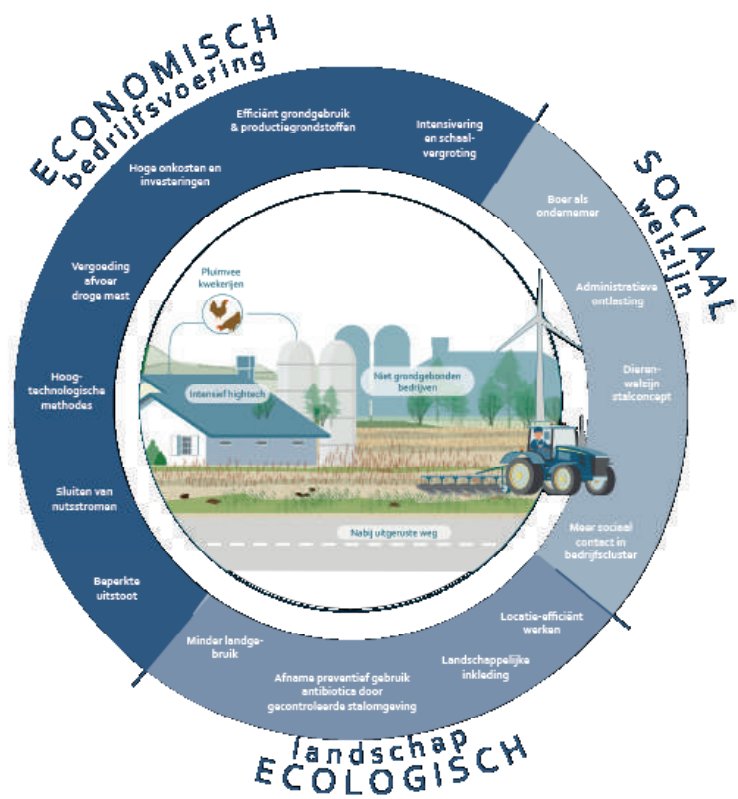 ECONOMISCH
bedrijfsvoering
Efficiënt grondgebruik
& productiegrondstoffen
Intensivering
en schaal-
vergroting
Hoge onkosten en
investeringen
Vergoeding
afvoer
droge mest
Hoog-
technologische
methodes
Sluiten van
nutsstromen
Beperkte
uitstoot
SOCIAAL
welzijn
Boer als
ondernemer
Administratieve
ontlasting
Dieren-
welzijn
stalconcept
Meer sociaal
contact in
bedrijfscluster
Locatie-efficiënt
werken
Landschappelijke
inkleding
Afname preventief gebruik
antibiotica door
gecontroleerde stalomgeving
Minder landge-
bruik
landschap
ECOLOGISCH
Pluimvee
kwekerijen
Intensief hightech
Niet grondgebonden
bedrijven
Nabij uitgeruste weg